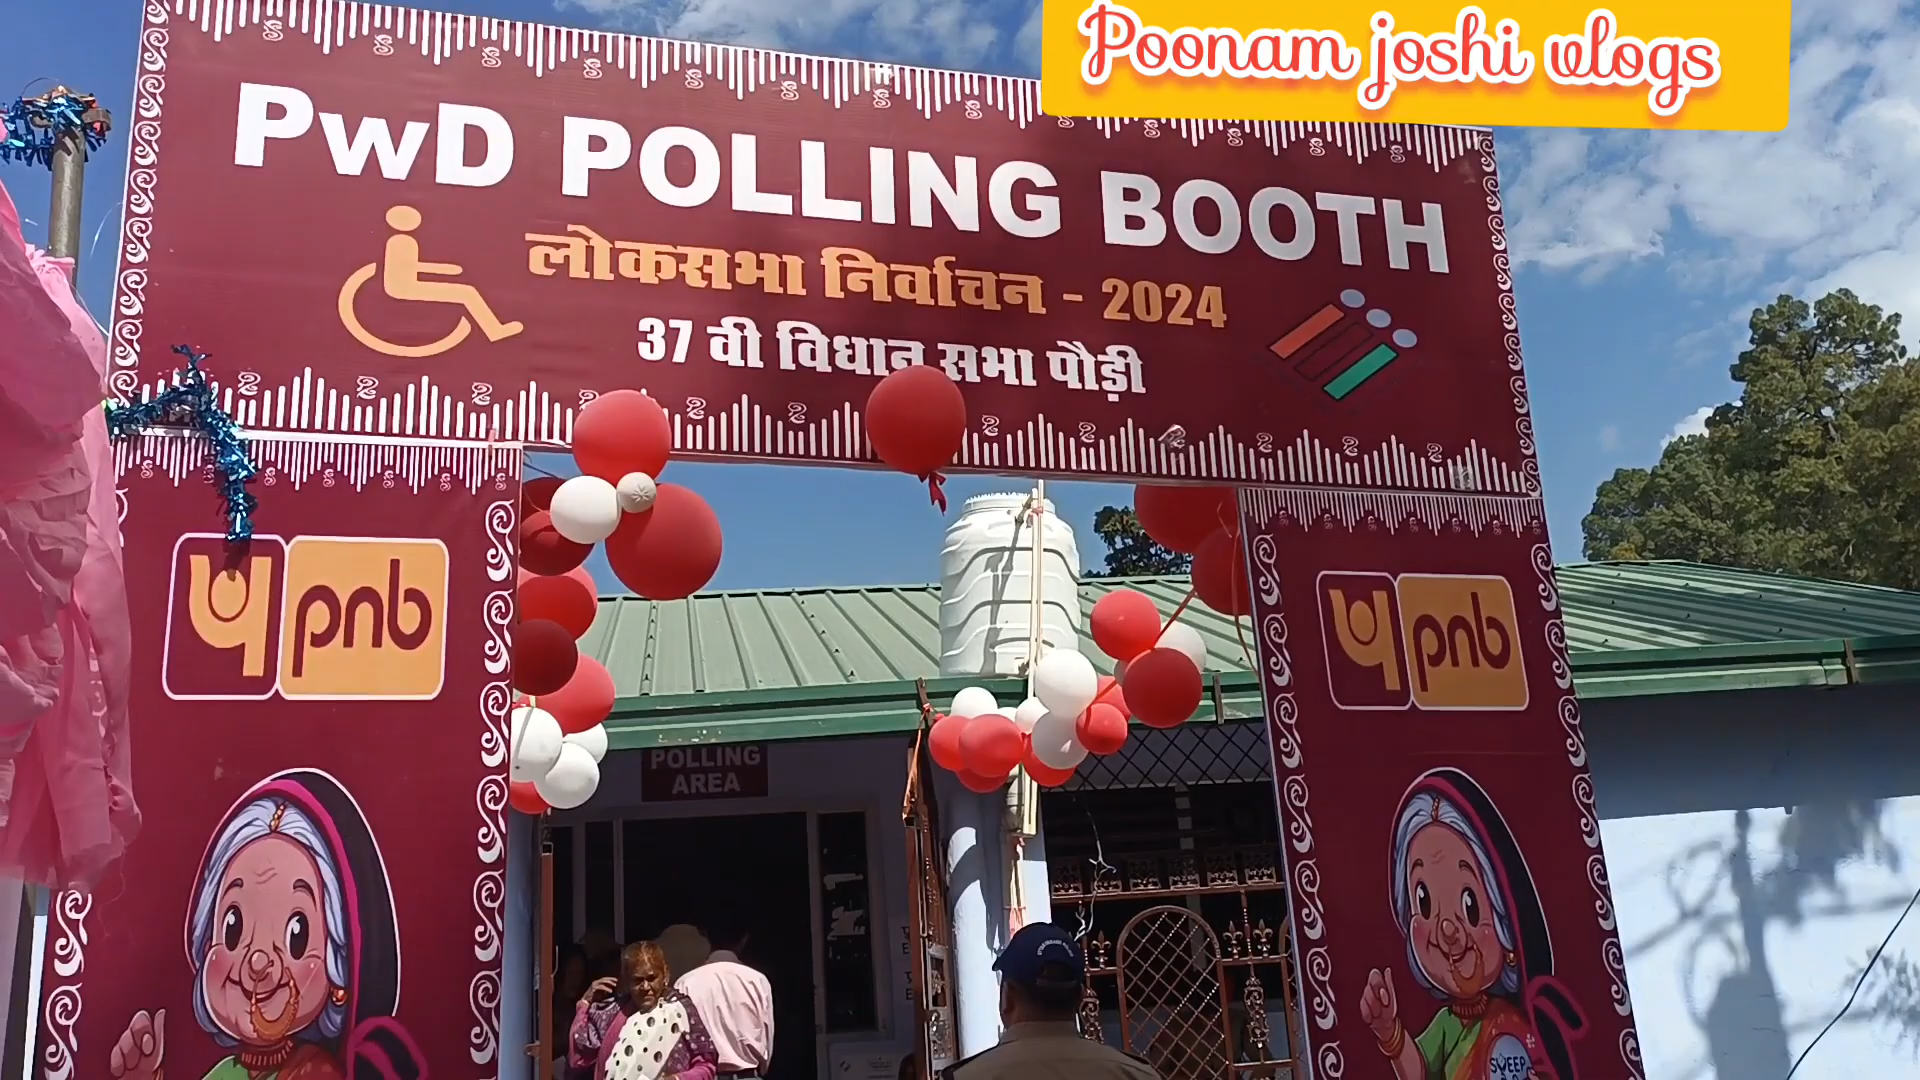 Poonam joshi vlogs
PwD POLLING BOOTH
लोकसभा निर्वाचन - 2024
37 वी विधान सभा पौड़ी
प pnb
प pnb
POLLING
AREA
SVEEP